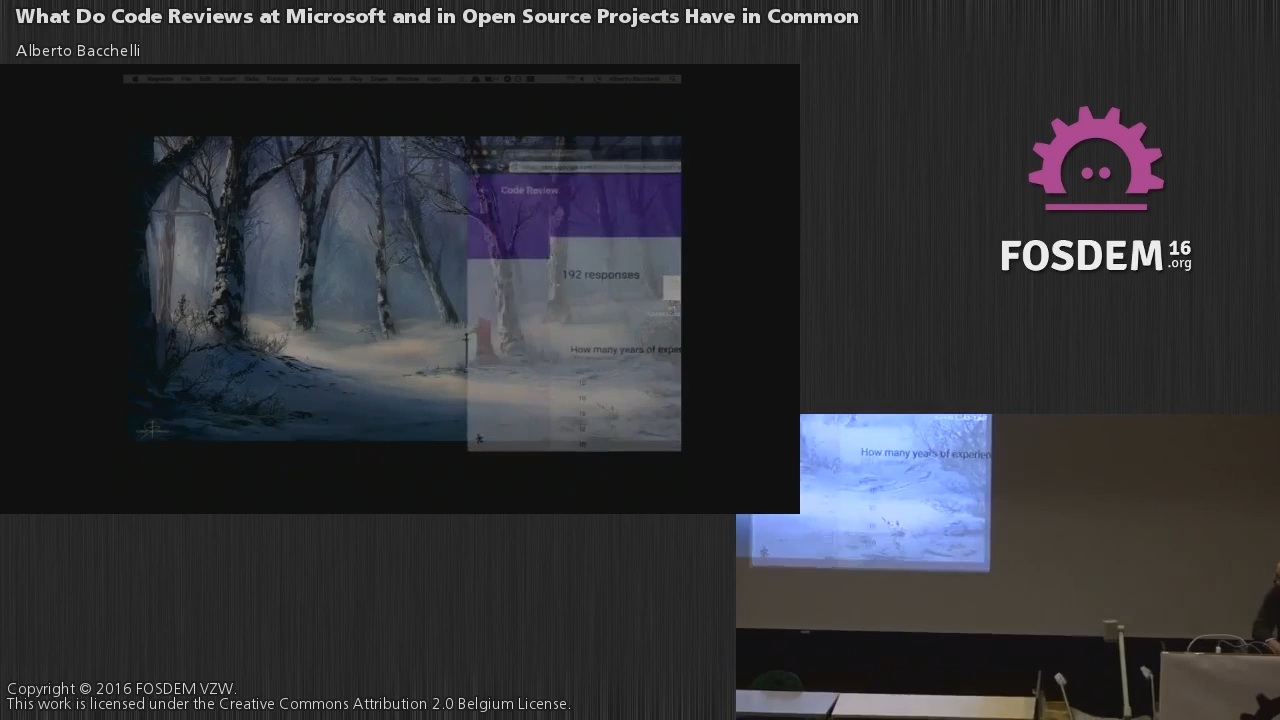 What Do Code Reviews at Microsoft and in Open Source Projects Have in Common
Alberto Bacchelli
Code Review
192 responses
How many years of exper
FOSDEM 16
.org
How many years of experien
Copyright © 2016 FOSDEM VZW.
This work is licensed under the Creative Commons Attribution 2.0 Belgium License.